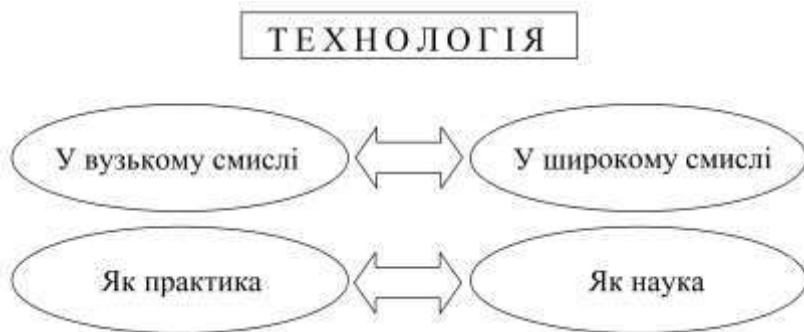 ТЕХНОЛОГІЯ
У вузькому смислі
У широкому смислі
Як практика
Як наука